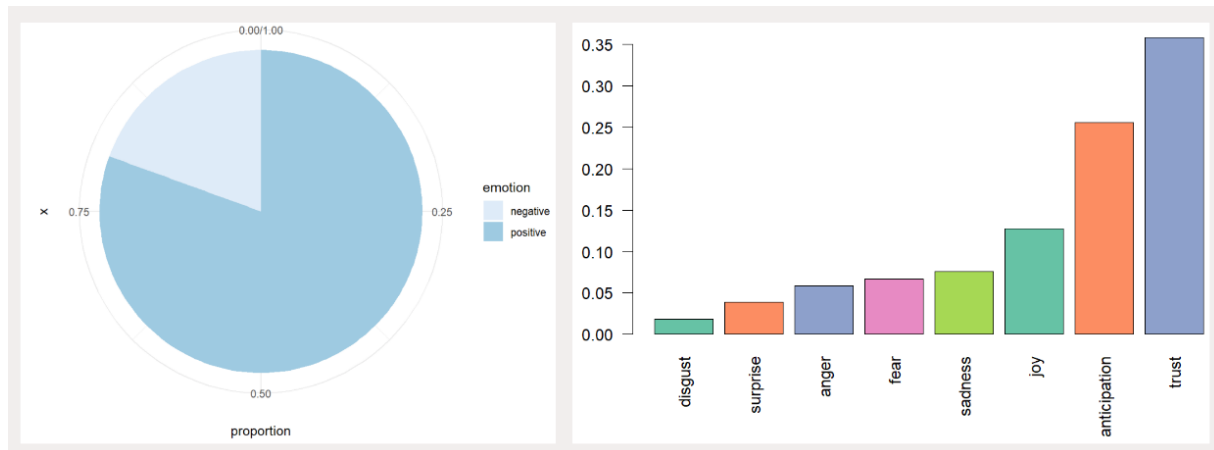 0.00/1.00
x
0.75
0.25
0.50
proportion
emotion
negative
positive
0.35
0.30
0.25
0.20
0.15
0.10
0.05
0.00
disgust
surprise
anger
fear
sadness
joy
anticipation
trust